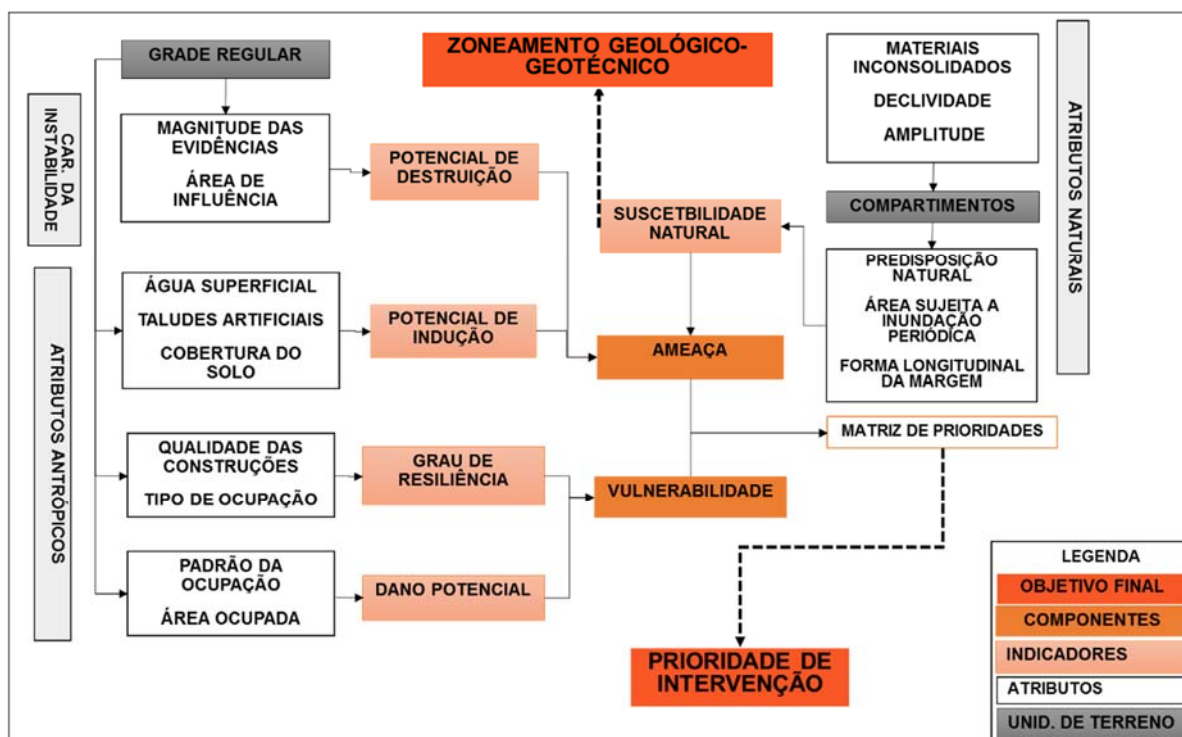 GRADE REGULAR
ZONEAMENTO GEOLÓGICO-
GEOTÉCNICO
MATERIAIS
INCONSOLIDADOS
DECLIVIDADE
AMPLITUDE
ATRIBUTOS NATURAIS
CAR. DA
INSTABILIDADE
MAGNITUDE DAS
EVIDÊNCIAS
ÁREA DE
INFLUÊNCIA
POTENCIAL DE
DESTRUIÇÃO
SUSCETBILIDADE
NATURAL
COMPARTIMENTOS
PREDISPOSIÇÃO
NATURAL
ÁREA SUJEITA A
INUNDAÇÃO
PERIÓDICA
FORMA LONGITUDINAL
DA MARGEM
ATRIBUTOS ANTRÓPICOS
ÁGUA SUPERFICIAL
TALUDES ARTIFICIAIS
COBERTURA DO
SOLO
POTENCIAL DE
INDUÇÃO
AMEAÇA
MATRIZ DE PRIORIDADES
QUALIDADE DAS
CONSTRUÇÕES
TIPO DE OCUPAÇÃO
GRAU DE
RESILIÊNCIA
VULNERABILIDADE
PADRÃO DA
OCUPAÇÃO
ÁREA OCUPADA
DANO POTENCIAL
PRIORIDADE DE
INTERVENÇÃO
LEGENDA
OBJETIVO FINAL
COMPONENTES
INDICADORES
ATRIBUTOS
UNID. DE TERRENO